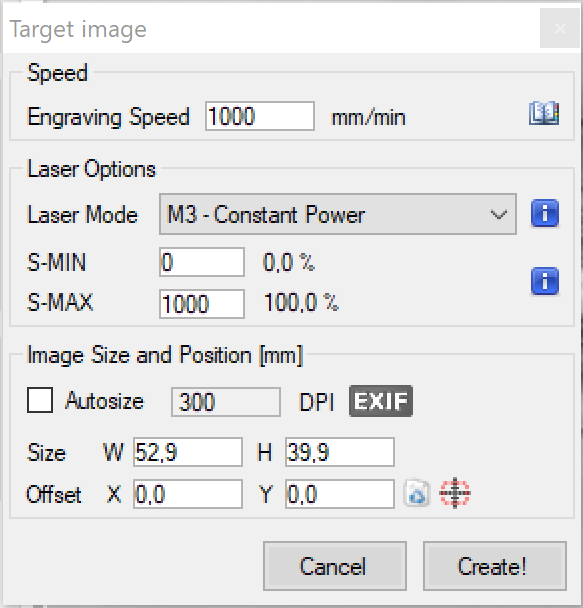 Target image
Speed
Engraving Speed 1000 mm/min
Laser Options
Laser Mode M3 - Constant Power
S-MIN 0 0,0 %
S-MAX 1000 100,0 %
Image Size and Position [mm]
Autosize 300 DPI EXIF
Size W 52,9 H 39,9
Offset X 0,0 Y 0,0
Cancel Create!